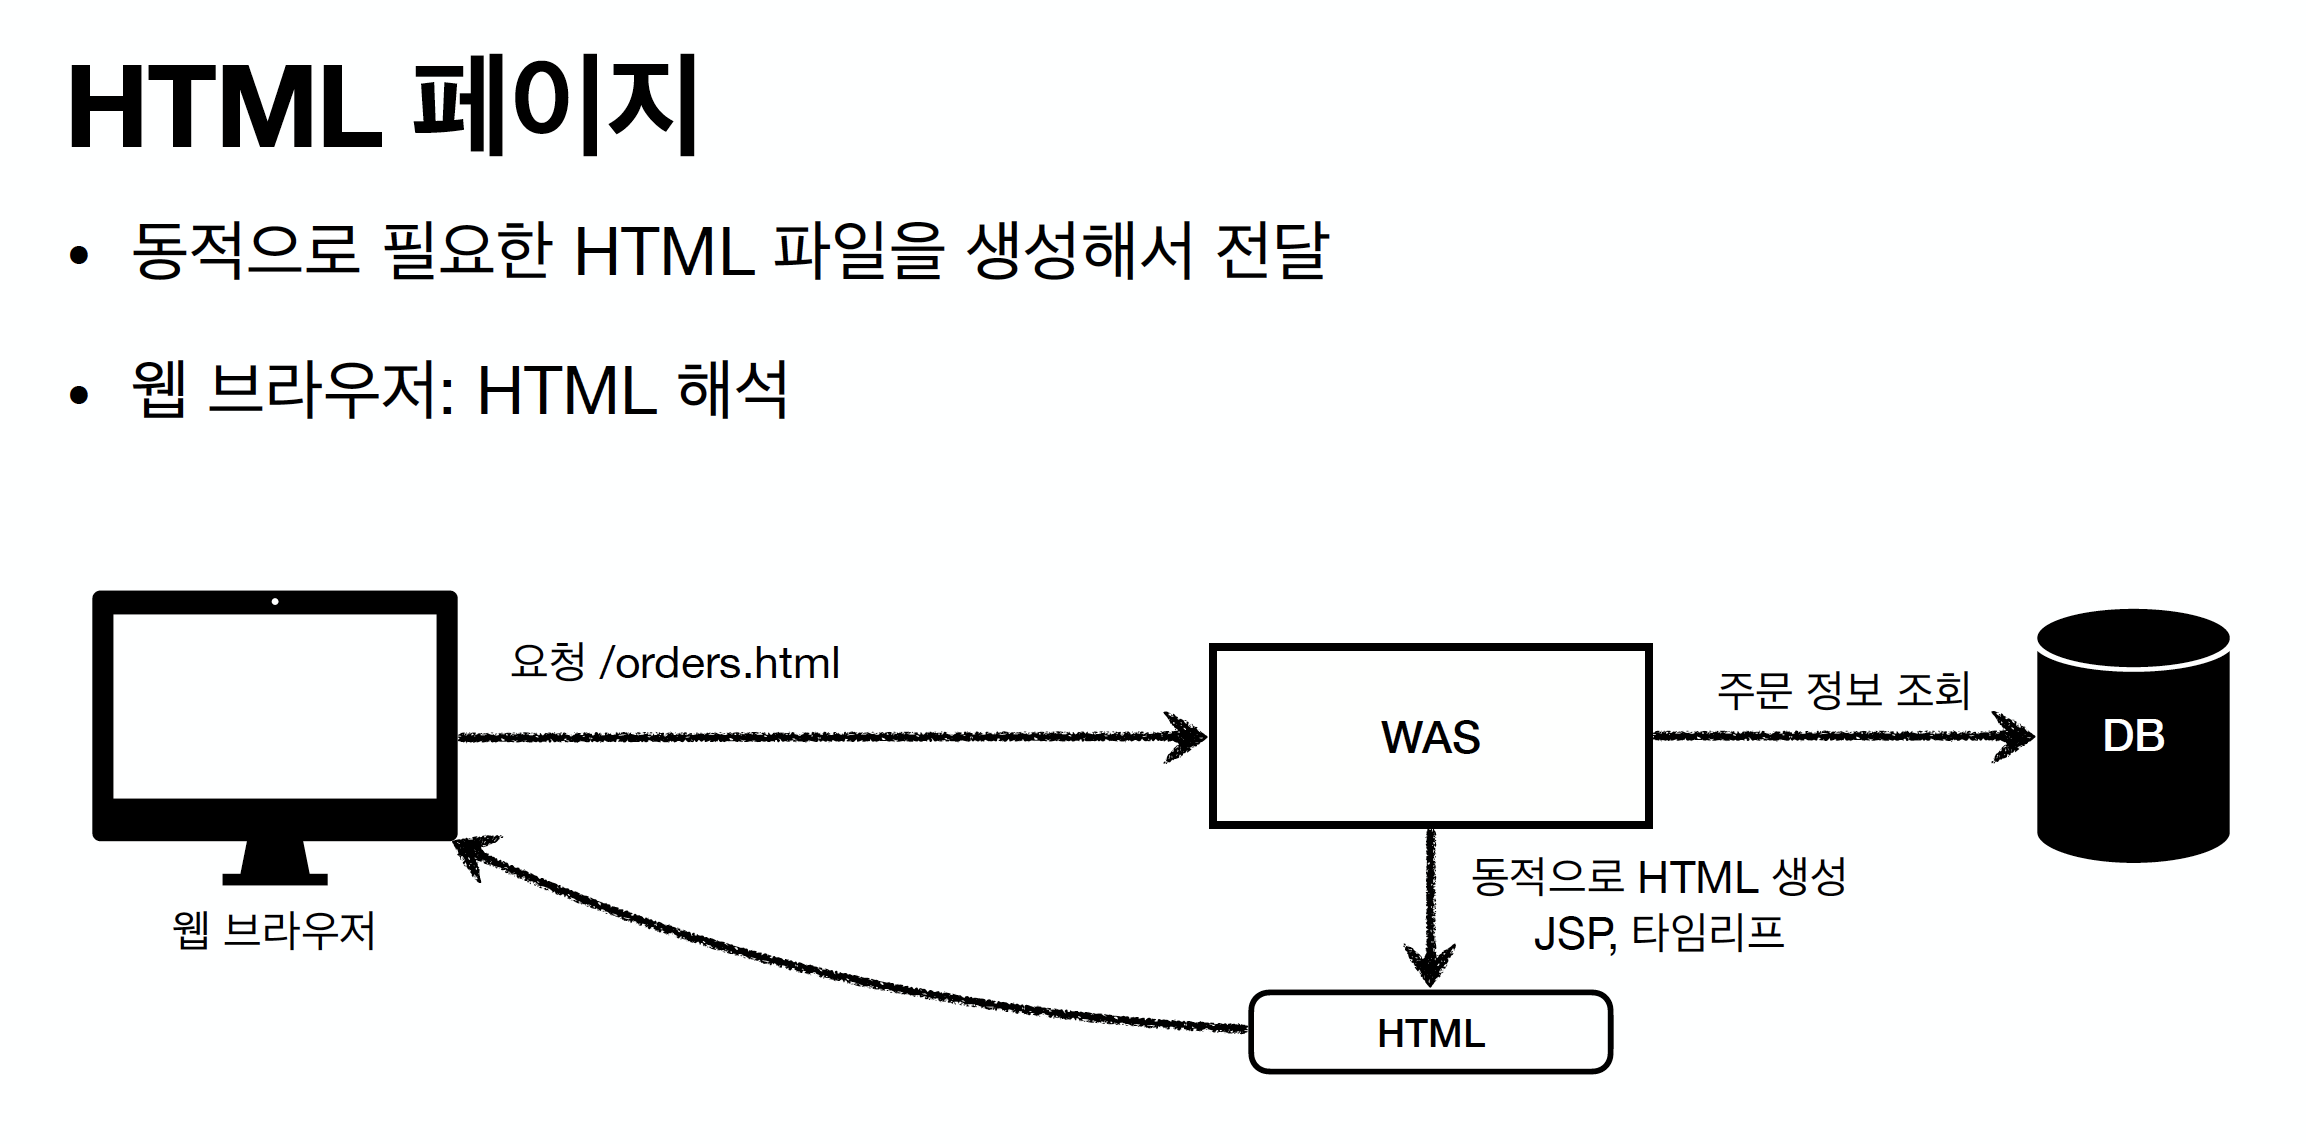 HTML 페이지
• 동적으로 필요한 HTML 파일을 생성해서 전달
• 웹 브라우저: HTML 해석
요청 /orders.html
WAS
주문 정보 조회
DB
동적으로 HTML 생성
JSP, 타임리프
웹 브라우저
HTML